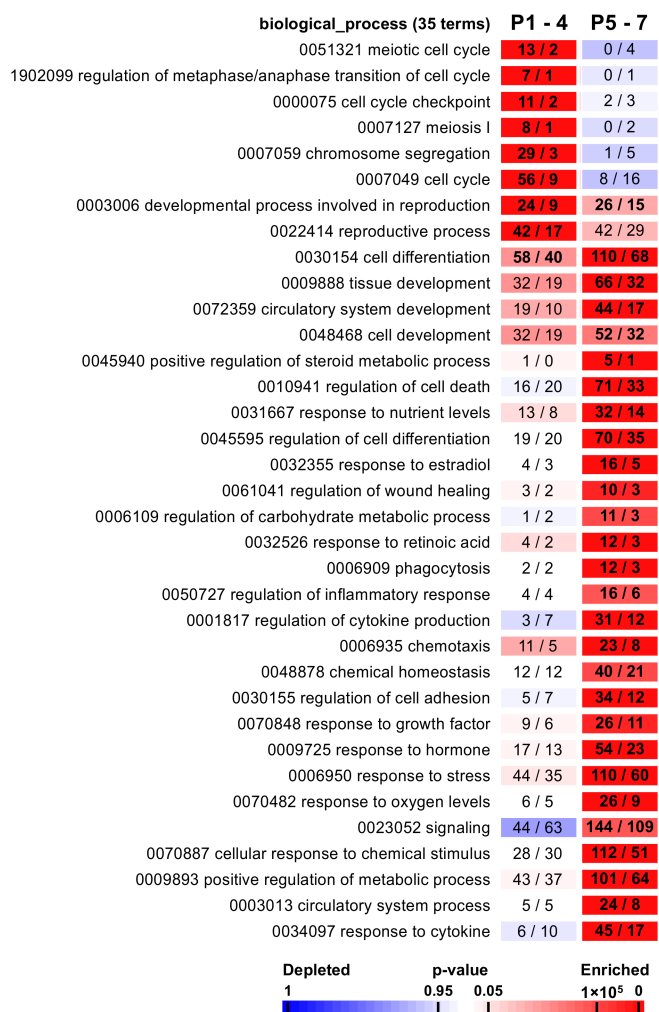 biological_process (35 terms) P1 - 4 P5 - 7
0051321 meiotic cell cycle 13 / 2 0 / 4
1902099 regulation of metaphase/anaphase transition of cell cycle 7 / 1 0 / 1
0000075 cell cycle checkpoint 11 / 2 2 / 3
0007127 meiosis I 8 / 1 0 / 2
0007059 chromosome segregation 29 / 3 1 / 5
0007049 cell cycle 56 / 9 8 / 16
0003006 developmental process involved in reproduction 24 / 9 26 / 15
0022414 reproductive process 42 / 17 42 / 29
0030154 cell differentiation 58 / 40 110 / 68
0009888 tissue development 32 / 19 66 / 32
0072359 circulatory system development 19 / 10 44 / 17
0048468 cell development 32 / 19 52 / 32
0045940 positive regulation of steroid metabolic process 1 / 0 5 / 1
0010941 regulation of cell death 16 / 20 71 / 33
0031667 response to nutrient levels 13 / 8 32 / 14
0045595 regulation of cell differentiation 19 / 20 70 / 35
0032355 response to estradiol 4 / 3 16 / 5
0061041 regulation of wound healing 3 / 2 10 / 3
0006109 regulation of carbohydrate metabolic process 1 / 2 11 / 3
0032526 response to retinoic acid 4 / 2 12 / 3
0006909 phagocytosis 2 / 2 12 / 3
0050727 regulation of inflammatory response 4 / 4 16 / 6
0001817 regulation of cytokine production 3 / 7 31 / 12
0006935 chemotaxis 11 / 5 23 / 8
0048878 chemical homeostasis 12 / 12 40 / 21
0030155 regulation of cell adhesion 5 / 7 34 / 12
0070848 response to growth factor 9 / 6 26 / 11
0009725 response to hormone 17 / 13 54 / 23
0006950 response to stress 44 / 35 110 / 60
0070482 response to oxygen levels 6 / 5 26 / 9
0023052 signaling 44 / 63 144 / 109
0070887 cellular response to chemical stimulus 28 / 30 112 / 51
0009893 positive regulation of metabolic process 43 / 37 101 / 64
0003013 circulatory system process 5 / 5 24 / 8
0034097 response to cytokine 6 / 10 45 / 17
Depleted p-value Enriched
1 0.95 0.05 1×10⁵ 0